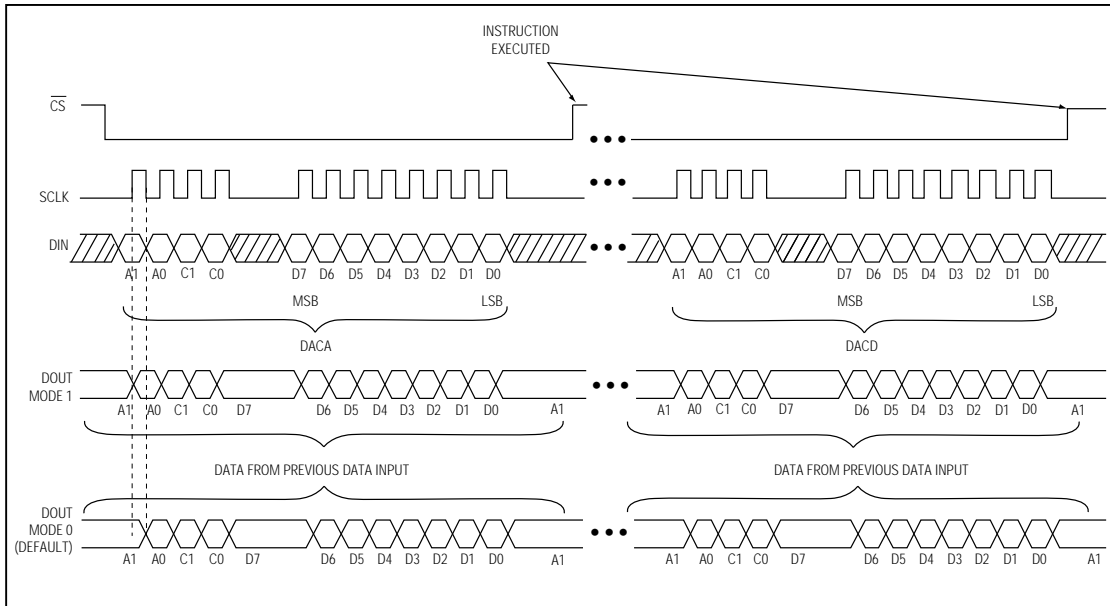 INSTRUCTION
EXECUTED
CS
SCLK
DIN
A1 A0 C1 C0 D7 D6 D5 D4 D3 D2 D1 D0 A1 A0 C1 C0 D7 D6 D5 D4 D3 D2 D1 D0
MSB LSB MSB LSB
DACA DACD
DOUT
MODE 1
A1 A0 C1 C0 D7 D6 D5 D4 D3 D2 D1 D0 A1 A1 A0 C1 C0 D7 D6 D5 D4 D3 D2 D1 D0 A1
DATA FROM PREVIOUS DATA INPUT DATA FROM PREVIOUS DATA INPUT
DOUT
MODE 0
(DEFAULT)
A1 A0 C1 C0 D7 D6 D5 D4 D3 D2 D1 D0 A1 A1 A0 C1 C0 D7 D6 D5 D4 D3 D2 D1 D0 A1